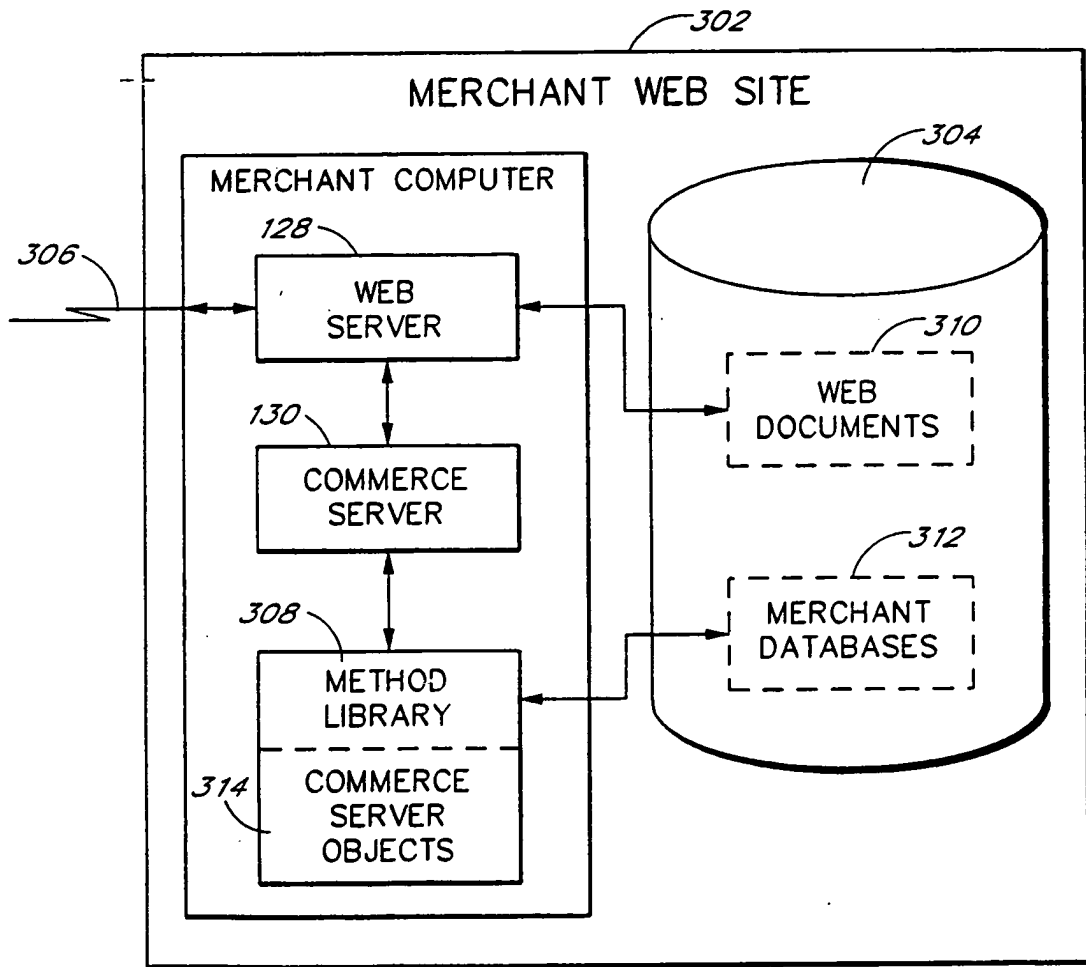 302
MERCHANT WEB SITE
304
MERCHANT COMPUTER
128
306
WEB
SERVER
310
WEB
DOCUMENTS
130
COMMERCE
SERVER
312
MERCHANT
DATABASES
308
METHOD
LIBRARY
314
COMMERCE
SERVER
OBJECTS